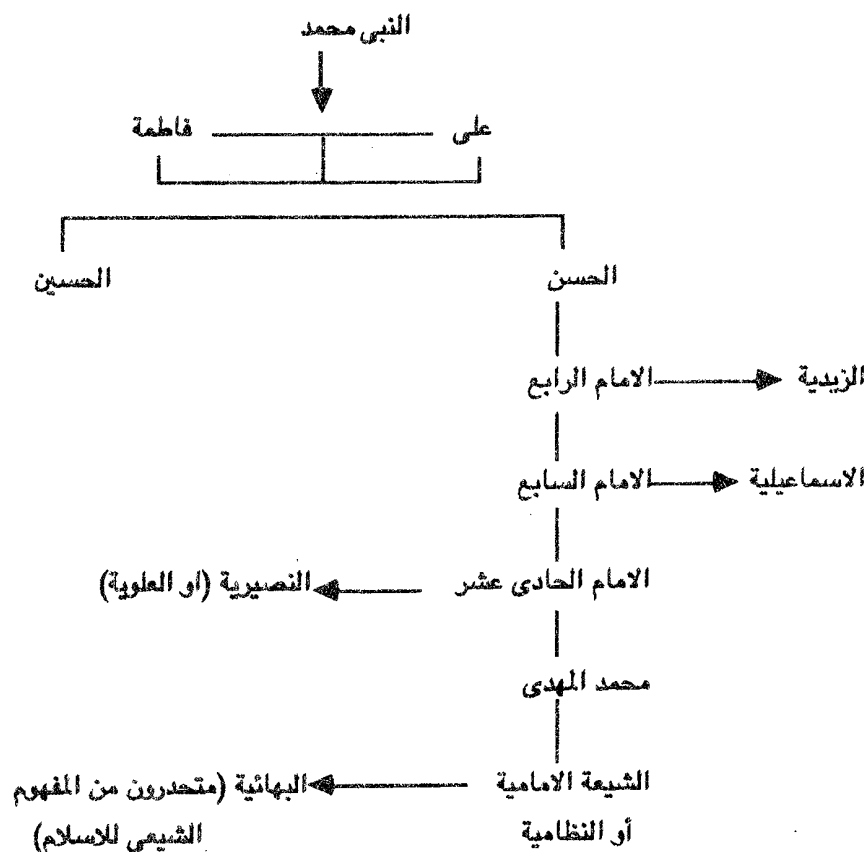 النبى محمد
على فاطمة
الحسن الحسين
الامام الرابع الزيدية
الامام السابع الاسماعيلية
الامام الحادى عشر النصيرية (او العلوية)
محمد المهدى
الشيعة الامامية البهائية (متحدرون من المفهوم
أو النظامية الشيعي للاسلام)